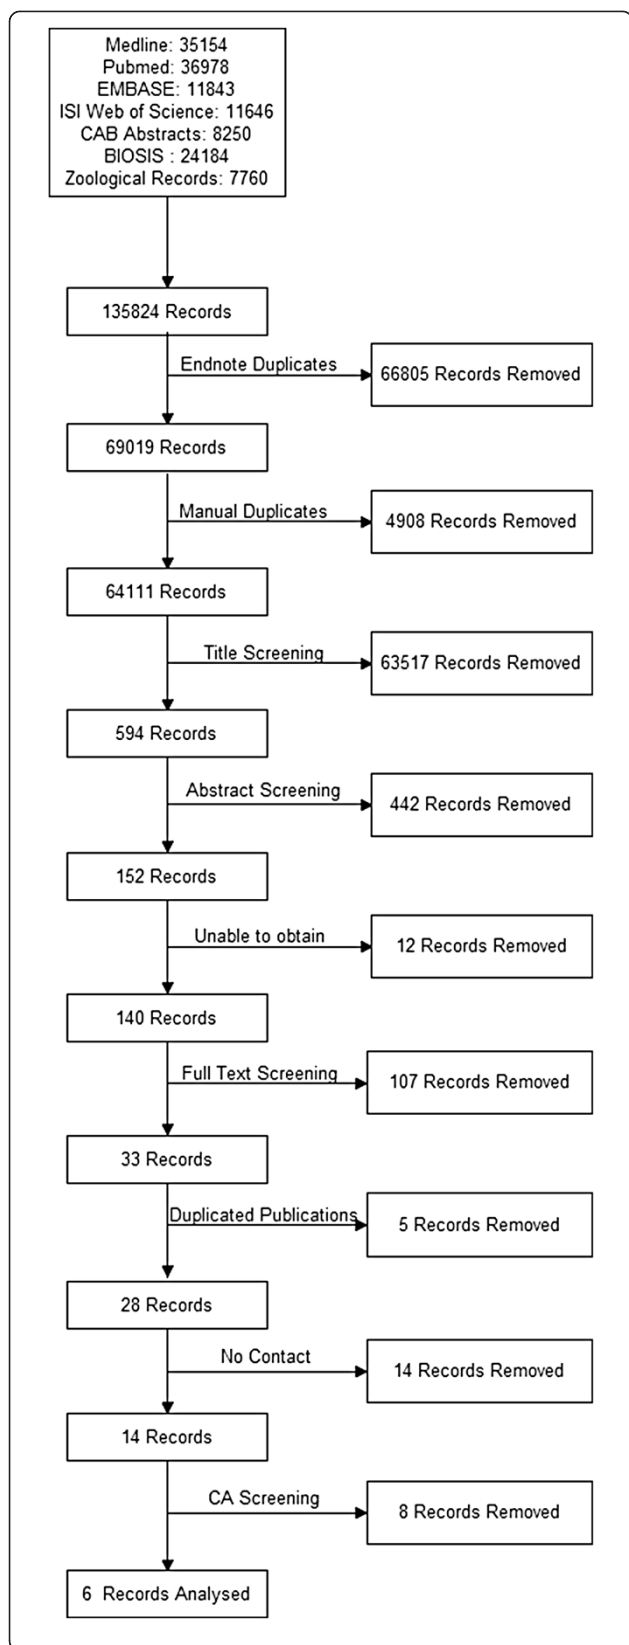 Medline: 35154
Pubmed: 36978
EMBASE: 11843
ISI Web of Science: 11646
CAB Abstracts: 8250
BIOSIS : 24184
Zoological Records: 7760
135824 Records
Endnote Duplicates
66805 Records Removed
69019 Records
Manual Duplicates
4908 Records Removed
64111 Records
Title Screening
63517 Records Removed
594 Records
Abstract Screening
442 Records Removed
152 Records
Unable to obtain
12 Records Removed
140 Records
Full Text Screening
107 Records Removed
33 Records
Duplicated Publications
5 Records Removed
28 Records
No Contact
14 Records Removed
14 Records
CA Screening
8 Records Removed
6 Records Analysed